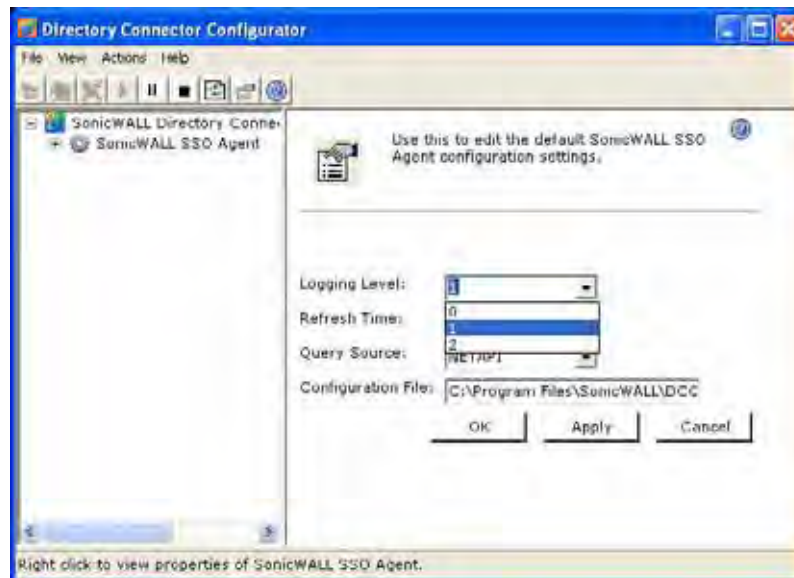 Directory Connector Configurator
File View Actions Help
SonicWALL Directory Conne
SonicWALL SSO Agent
Use this to edit the default SonicWALL SSO
Agent configuration settings.
Logging Level: 1
0
1
2
Refresh Time:
Query Source: NETAPI
Configuration File: C:\Program Files\SonicWALL\DCC
OK Apply Cancel
Right click to view properties of SonicWALL SSO Agent.